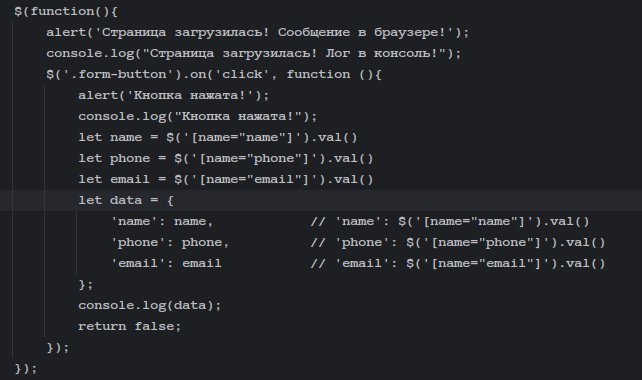 $(function(){
    alert('Страница загрузилась! Сообщение в браузере!');
    console.log("Страница загрузилась! Лог в консоль!");
    $('.form-button').on('click', function (){
        alert('Кнопка нажата!');
        console.log("Кнопка нажата!");
        let name = $('[name="name"]').val()
        let phone = $('[name="phone"]').val()
        let email = $('[name="email"]').val()
        let data = {
            'name': name,            // 'name': $('[name="name"]').val()
            'phone': phone,          // 'phone': $('[name="phone"]').val()
            'email': email           // 'email': $('[name="email"]').val()
        };
        console.log(data);
        return false;
    });
});